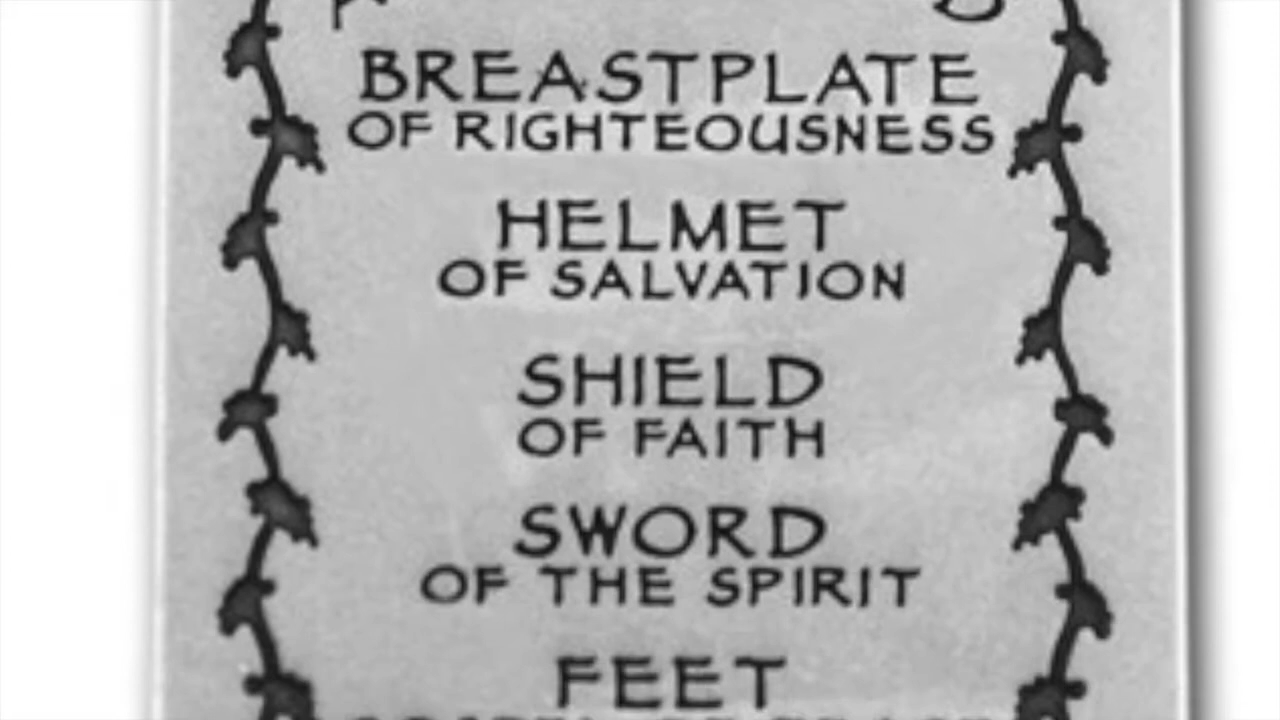 BREASTPLATE
OF RIGHTEOUSNESS
HELMET
OF SALVATION
SHIELD
OF FAITH
SWORD
OF THE SPIRIT
FEET